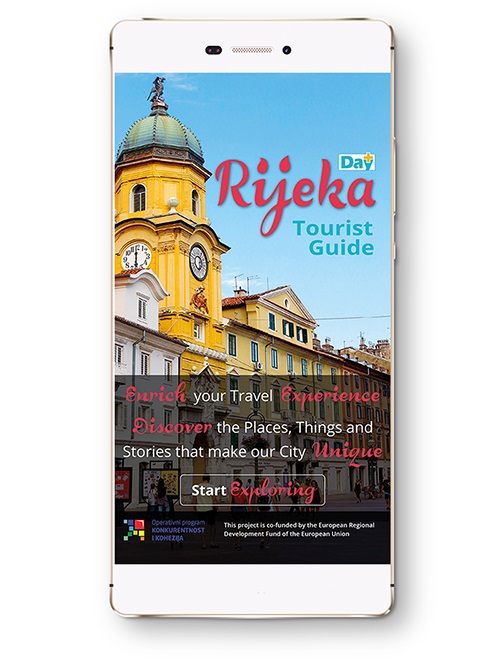 Day
Rijeka
Tourist
Guide
Enrich your Travel Experience
Discover the Places, Things and
Stories that make our City Unique
Start Exploring
Operativni program
KONKURENTNOST
I KOHEZIJA
This project is co-funded by the European Regional
Development Fund of the European Union